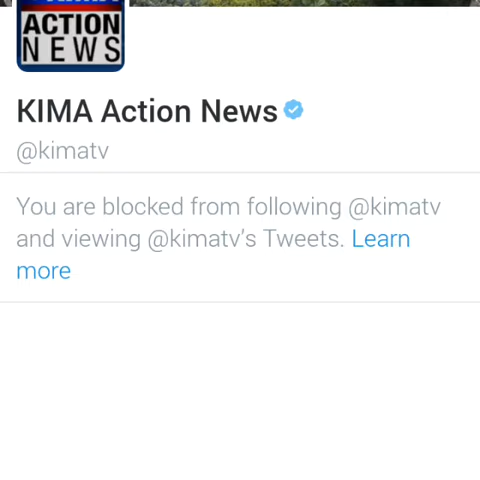 ACTION
NEWS
KIMA Action News
@kimatv
You are blocked from following @kimatv
and viewing @kimatv's Tweets. Learn
more